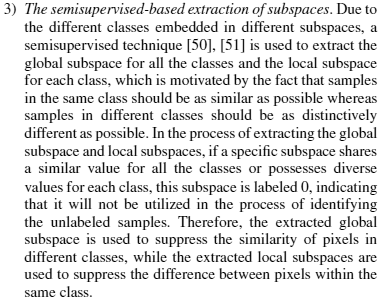 3) The semisupervised-based extraction of subspaces. Due to
the different classes embedded in different subspaces, a
semisupervised technique [50], [51] is used to extract the
global subspace for all the classes and the local subspace
for each class, which is motivated by the fact that samples
in the same class should be as similar as possible whereas
samples in different classes should be as distinctively
different as possible. In the process of extracting the global
subspace and local subspaces, if a specific subspace shares
a similar value for all the classes or possesses diverse
values for each class, this subspace is labeled 0, indicating
that it will not be utilized in the process of identifying
the unlabeled samples. Therefore, the extracted global
subspace is used to suppress the similarity of pixels in
different classes, while the extracted local subspaces are
used to suppress the difference between pixels within the
same class.